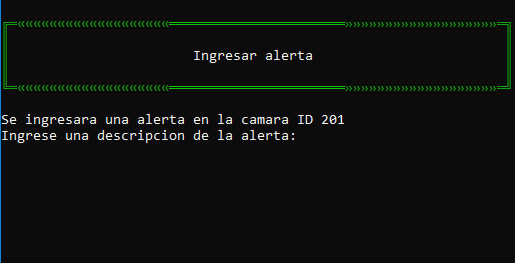 Ingresar alerta
Se ingresara una alerta en la camara ID 201
Ingrese una descripcion de la alerta: